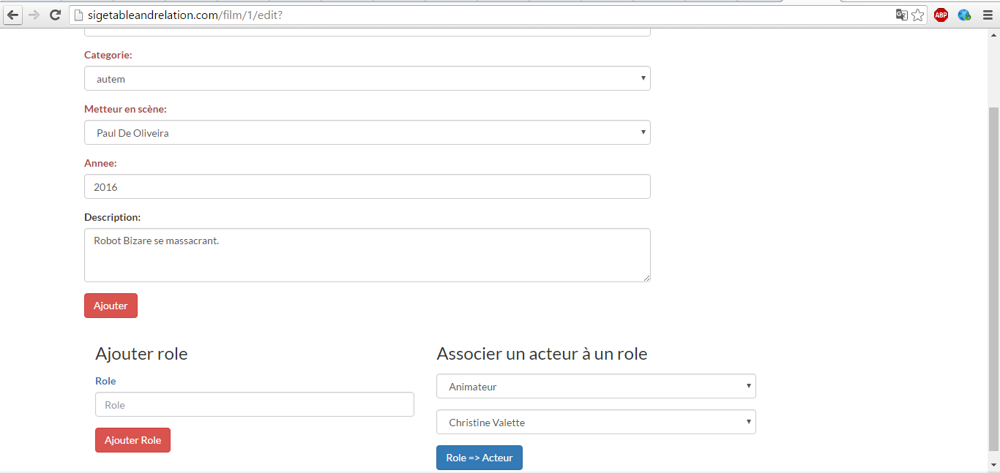 sigetableandrelation.com/film/1/edit?
ABP
Categorie:
autem
Metteur en scène:
Paul De Oliveira
Annee:
2016
Description:
Robot Bizare se massacrant.
Ajouter
Ajouter role
Role
Role
Ajouter Role
Associer un acteur à un role
Animateur
Christine Valette
Role => Acteur